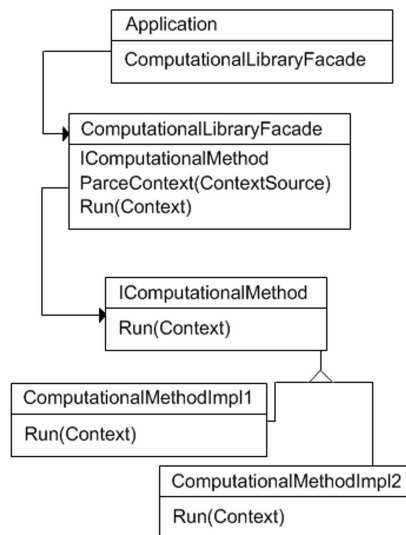 Application
ComputationalLibraryFacade
ComputationalLibraryFacade
IComputationalMethod
ParceContext(ContextSource)
Run(Context)
IComputationalMethod
Run(Context)
ComputationalMethodImpl1
Run(Context)
ComputationalMethodImpl2
Run(Context)